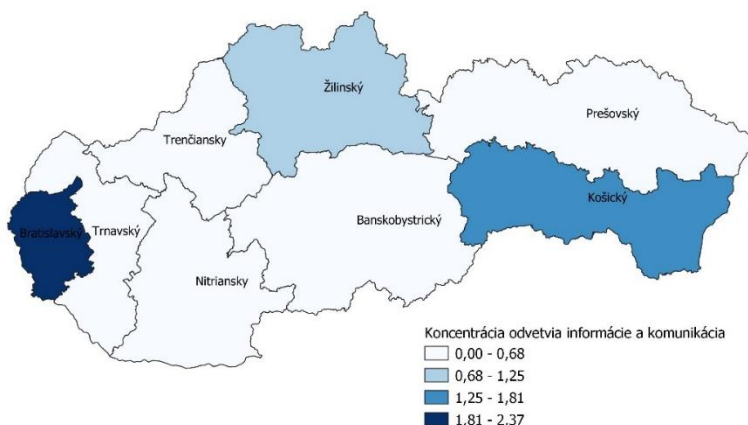 Žilinský
Prešovský
Trenčiansky
Košický
Banskobystrický
Bratislavský
Trnavský
Nitriansky
Koncentrácia odvetvia informácie a komunikácia
0,00 - 0,68
0,68 - 1,25
1,25 - 1,81
1,81 - 2,37